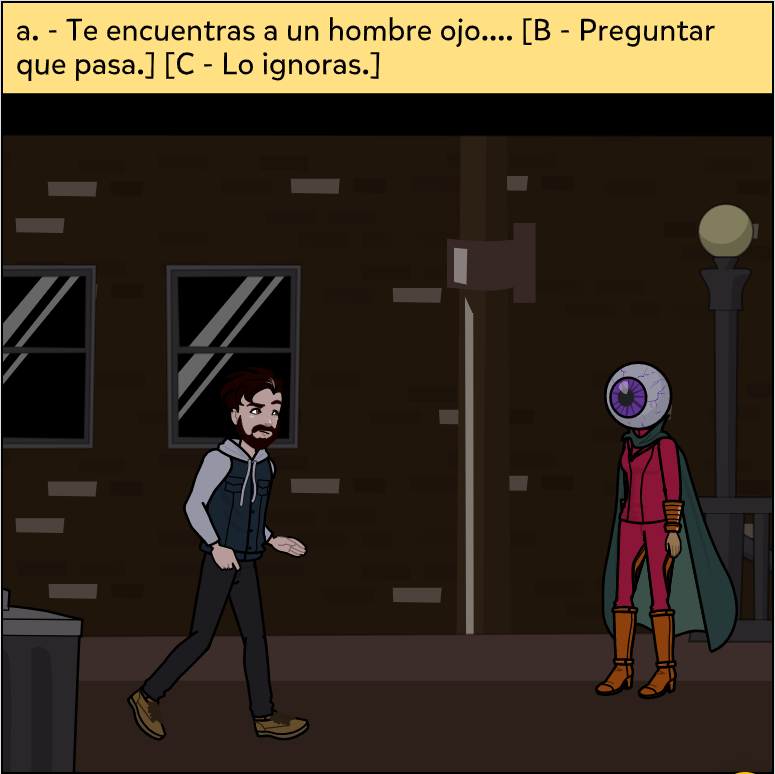 a. - Te encuentras a un hombre ojo.... [B - Preguntar
que pasa.] [C - Lo ignoras.]